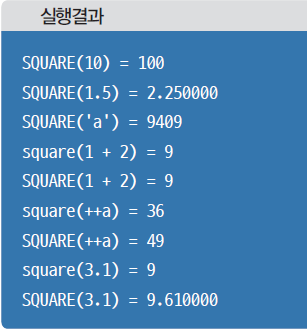 실행결과
SQUARE(10) = 100
SQUARE(1.5) = 2.250000
SQUARE('a') = 9409
square(1 + 2) = 9
SQUARE(1 + 2) = 9
square(++a) = 36
SQUARE(++a) = 49
square(3.1) = 9
SQUARE(3.1) = 9.610000